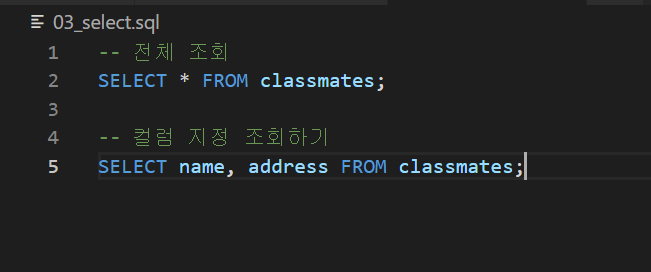 03_select.sql
1 -- 전체 조회
2 SELECT * FROM classmates;
3
4 -- 컬럼 지정 조회하기
5 SELECT name, address FROM classmates;